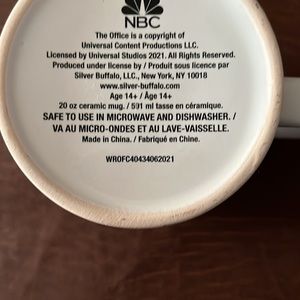 NBC
The Office is a copyright of
Universal Content Productions LLC.
Licensed by Universal Studios 2021. All Rights Reserved.
Produced under license by / Produit sous licence par
Silver Buffalo, LLC., New York, NY 10018
www.silver-buffalo.com
Age 14+ / Âge 14+
20 oz ceramic mug. / 591 ml tasse en céramique.
SAFE TO USE IN MICROWAVE AND DISHWASHER. /
VA AU MICRO-ONDES ET AU LAVE-VAISSELLE.
Made in China. / Fabriqué en Chine.
WROFC40434062021